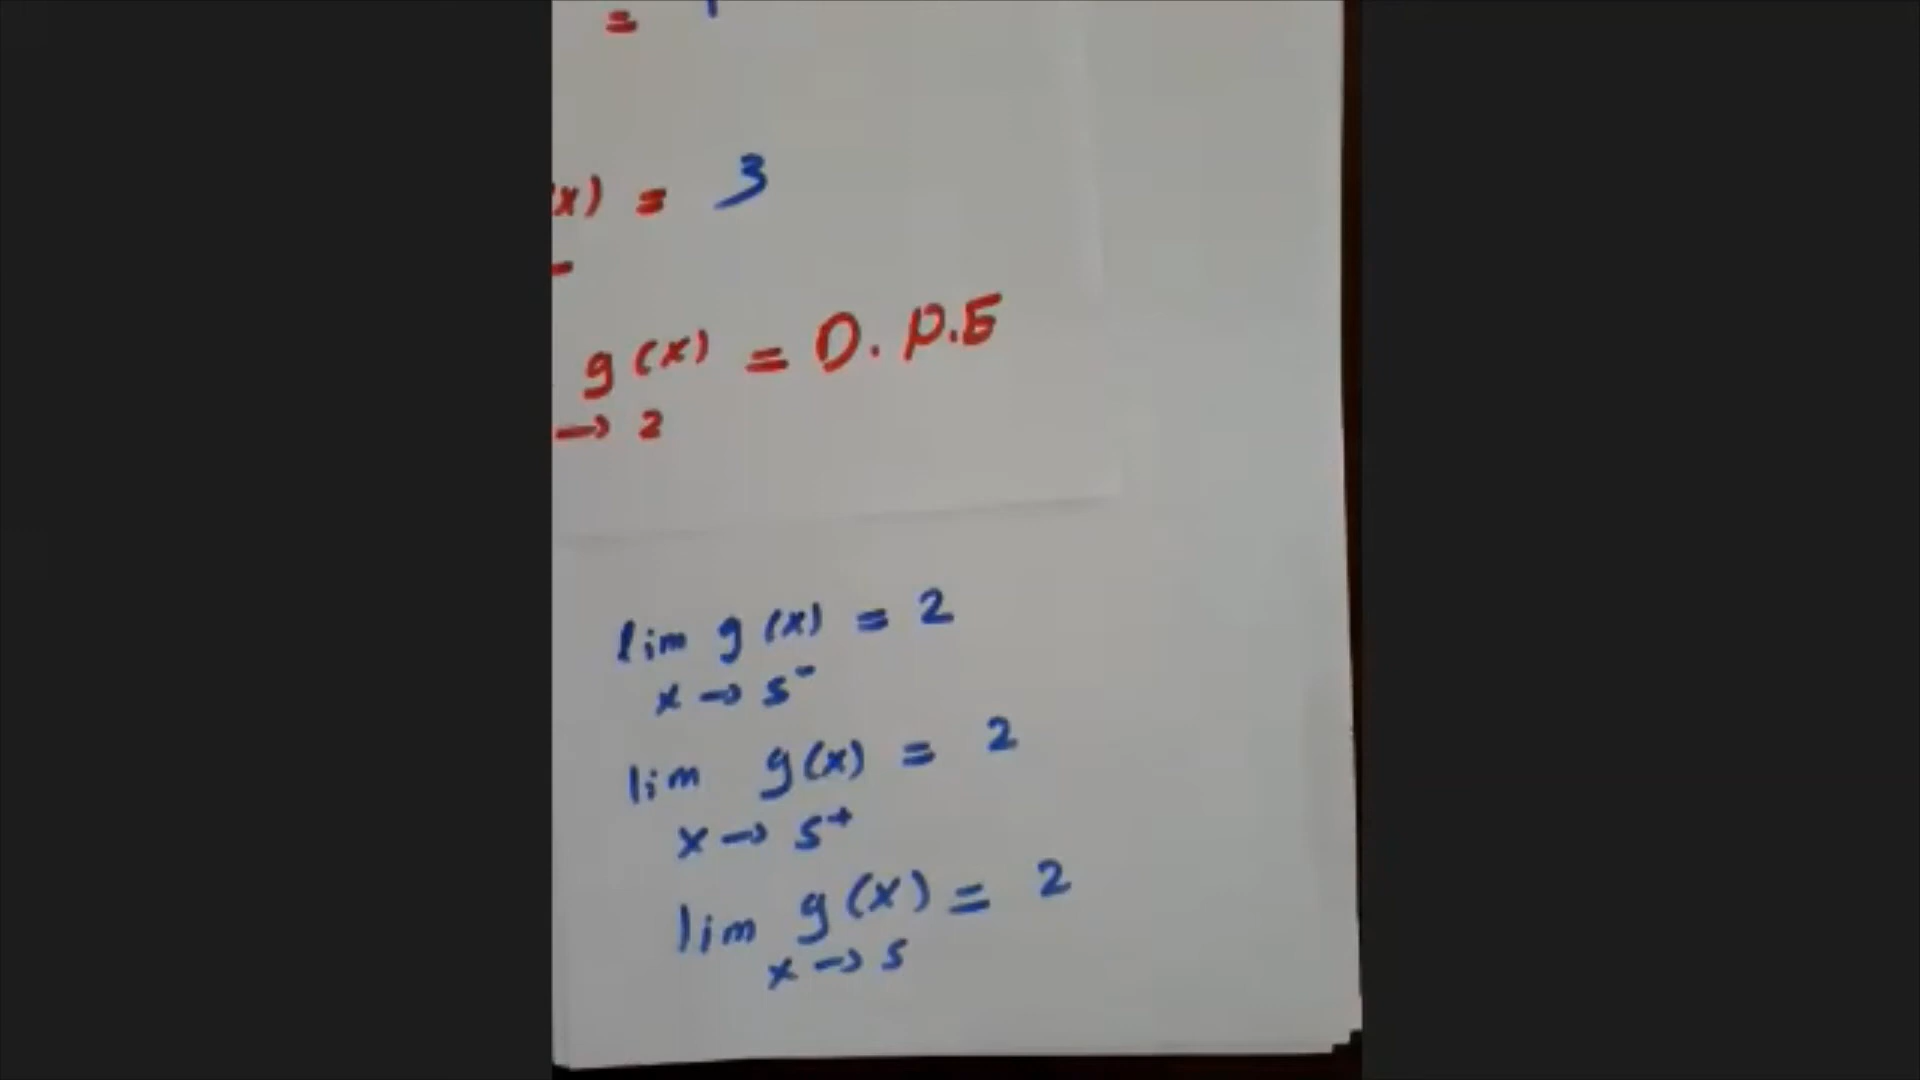 =
x) = 3
-
g(x) = D.N.E
→ 2
lim g(x) = 2
x → 5⁻
lim g(x) = 2
x → 5⁺
lim g(x) = 2
x → 5